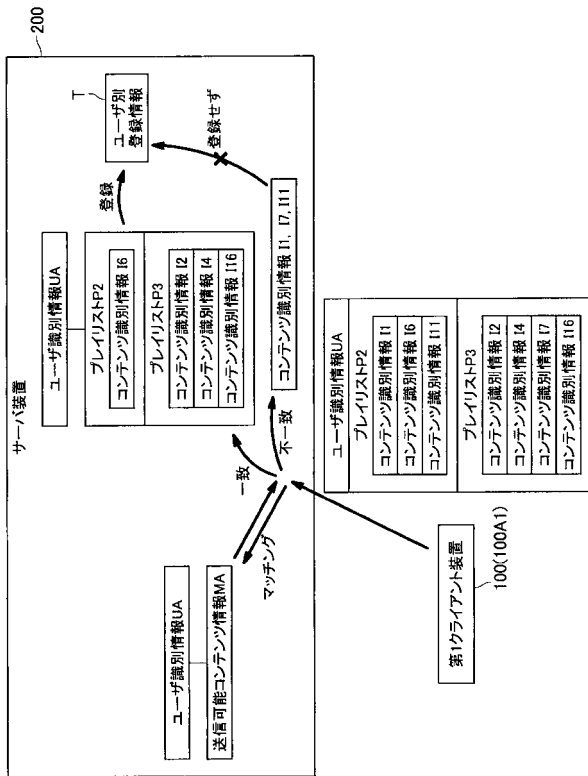 サーバ装置
200
ユーザ識別情報UA
T
ユーザ別
登録情報
プレイリストP2
コンテンツ識別情報 I6
プレイリストP3
コンテンツ識別情報 I2
コンテンツ識別情報 I4
コンテンツ識別情報 I16
登録
登録せず
コンテンツ識別情報 I1, I7, I11
一致
不一致
マッチング
ユーザ識別情報UA
送信可能コンテンツ情報MA
第1クライアント装置
100(100A1)
ユーザ識別情報UA
プレイリストP2
コンテンツ識別情報 I1
コンテンツ識別情報 I6
コンテンツ識別情報 I11
プレイリストP3
コンテンツ識別情報 I2
コンテンツ識別情報 I4
コンテンツ識別情報 I7
コンテンツ識別情報 I16